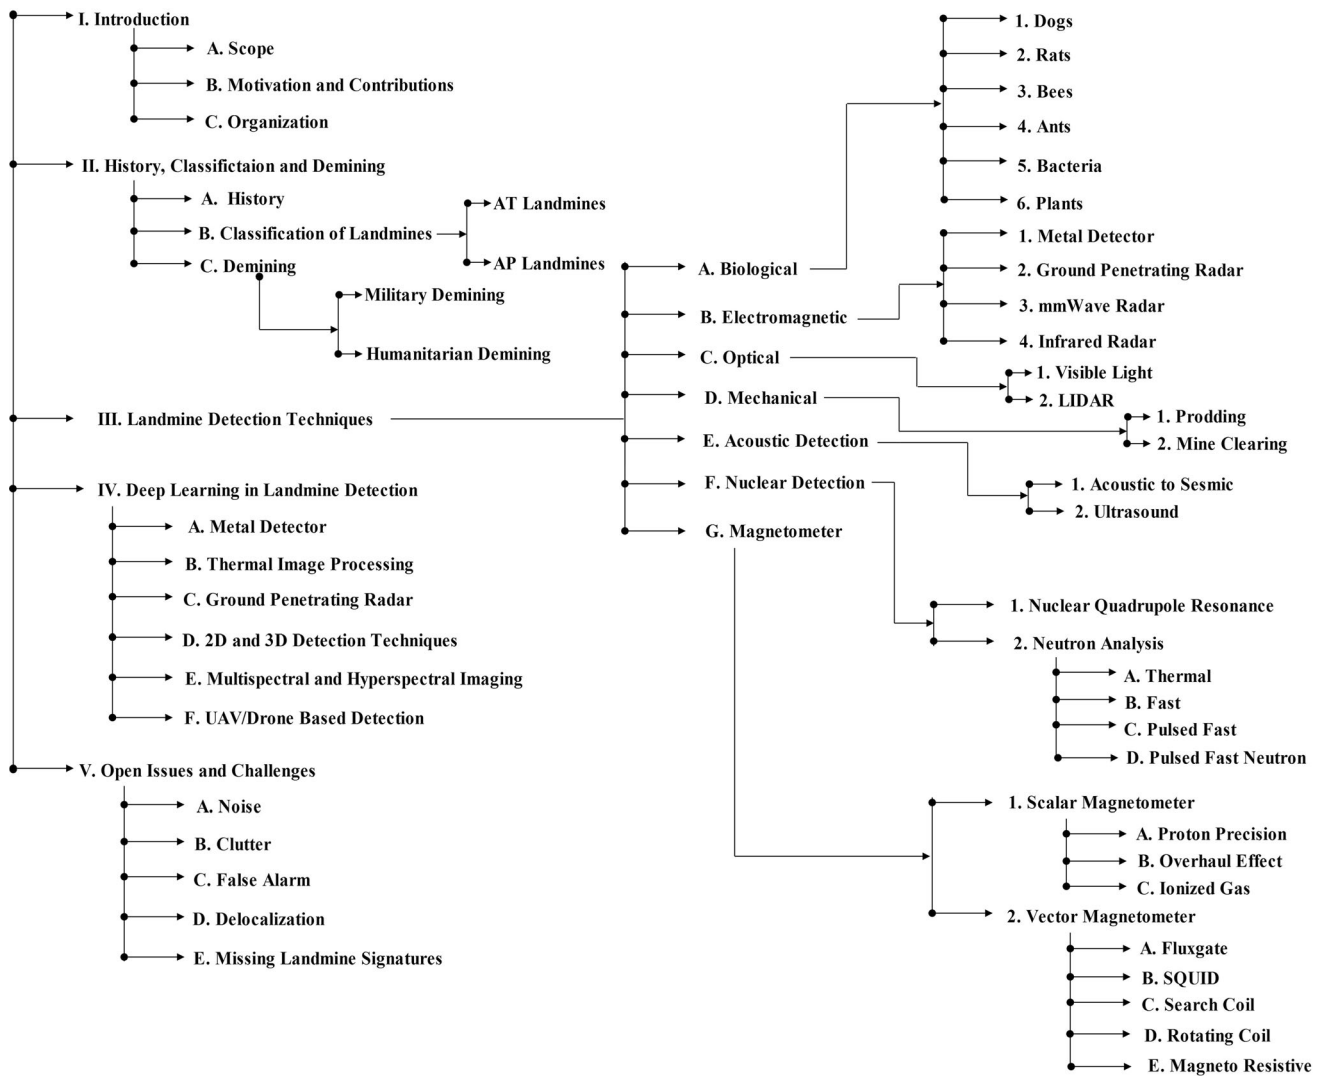 I. Introduction
A. Scope
B. Motivation and Contributions
C. Organization
II. History, Classifictaion and Demining
A. History
B. Classification of Landmines
AT Landmines
AP Landmines
C. Demining
Military Demining
Humanitarian Demining
III. Landmine Detection Techniques
A. Biological
1. Dogs
2. Rats
3. Bees
4. Ants
5. Bacteria
6. Plants
B. Electromagnetic
1. Metal Detector
2. Ground Penetrating Radar
3. mmWave Radar
4. Infrared Radar
C. Optical
1. Visible Light
2. LIDAR
D. Mechanical
1. Prodding
2. Mine Clearing
E. Acoustic Detection
1. Acoustic to Sesmic
2. Ultrasound
F. Nuclear Detection
1. Nuclear Quadrupole Resonance
2. Neutron Analysis
A. Thermal
B. Fast
C. Pulsed Fast
D. Pulsed Fast Neutron
G. Magnetometer
1. Scalar Magnetometer
A. Proton Precision
B. Overhaul Effect
C. Ionized Gas
2. Vector Magnetometer
A. Fluxgate
B. SQUID
C. Search Coil
D. Rotating Coil
E. Magneto Resistive
IV. Deep Learning in Landmine Detection
A. Metal Detector
B. Thermal Image Processing
C. Ground Penetrating Radar
D. 2D and 3D Detection Techniques
E. Multispectral and Hyperspectral Imaging
F. UAV/Drone Based Detection
V. Open Issues and Challenges
A. Noise
B. Clutter
C. False Alarm
D. Delocalization
E. Missing Landmine Signatures